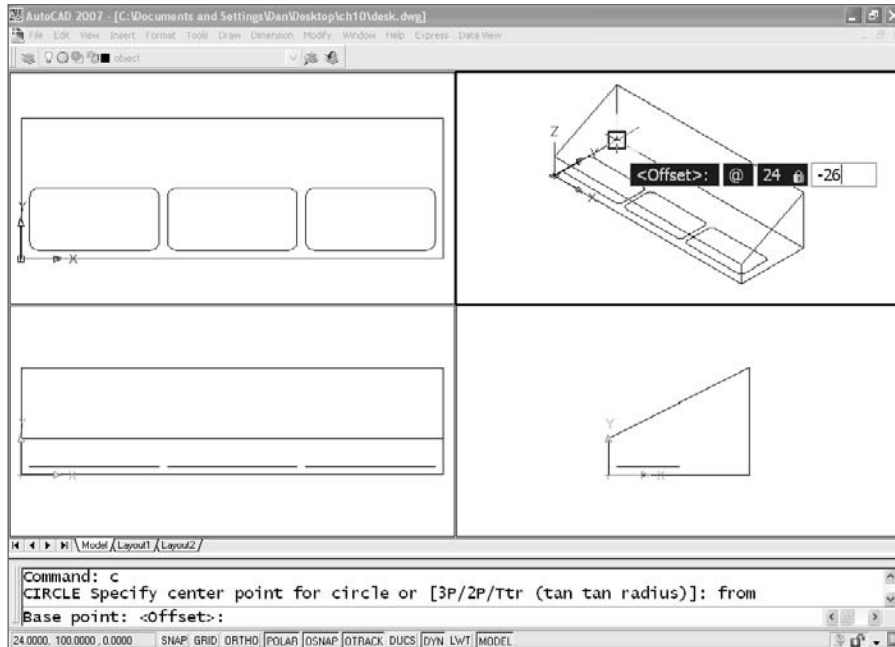 AutoCAD 2007 - [C:\Documents and Settings\Dan\Desktop\ch10\desk.dwg]
File Edit View Insert Format Tools Draw Dimension Modify Window Help Express Data View
object
Y
X
Z
Y
X
<Offset>: @ 24 -26
Y
X
Y
X
Model Layout1 Layout2
Command: c
CIRCLE Specify center point for circle or [3P/2P/Ttr (tan tan radius)]: from
Base point: <Offset>:
24.0000, 100.0000, 0.0000 SNAP GRID ORTHO POLAR OSNAP OTRACK DUCS DYN LWT MODEL